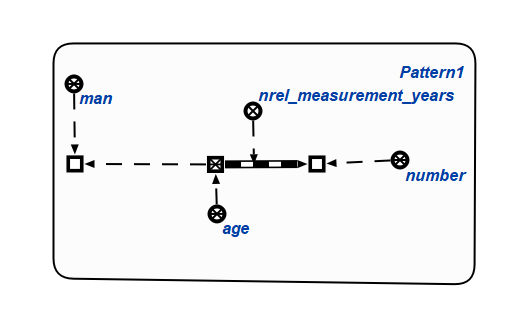 Pattern1
man
nrel_measurement_years
number
age